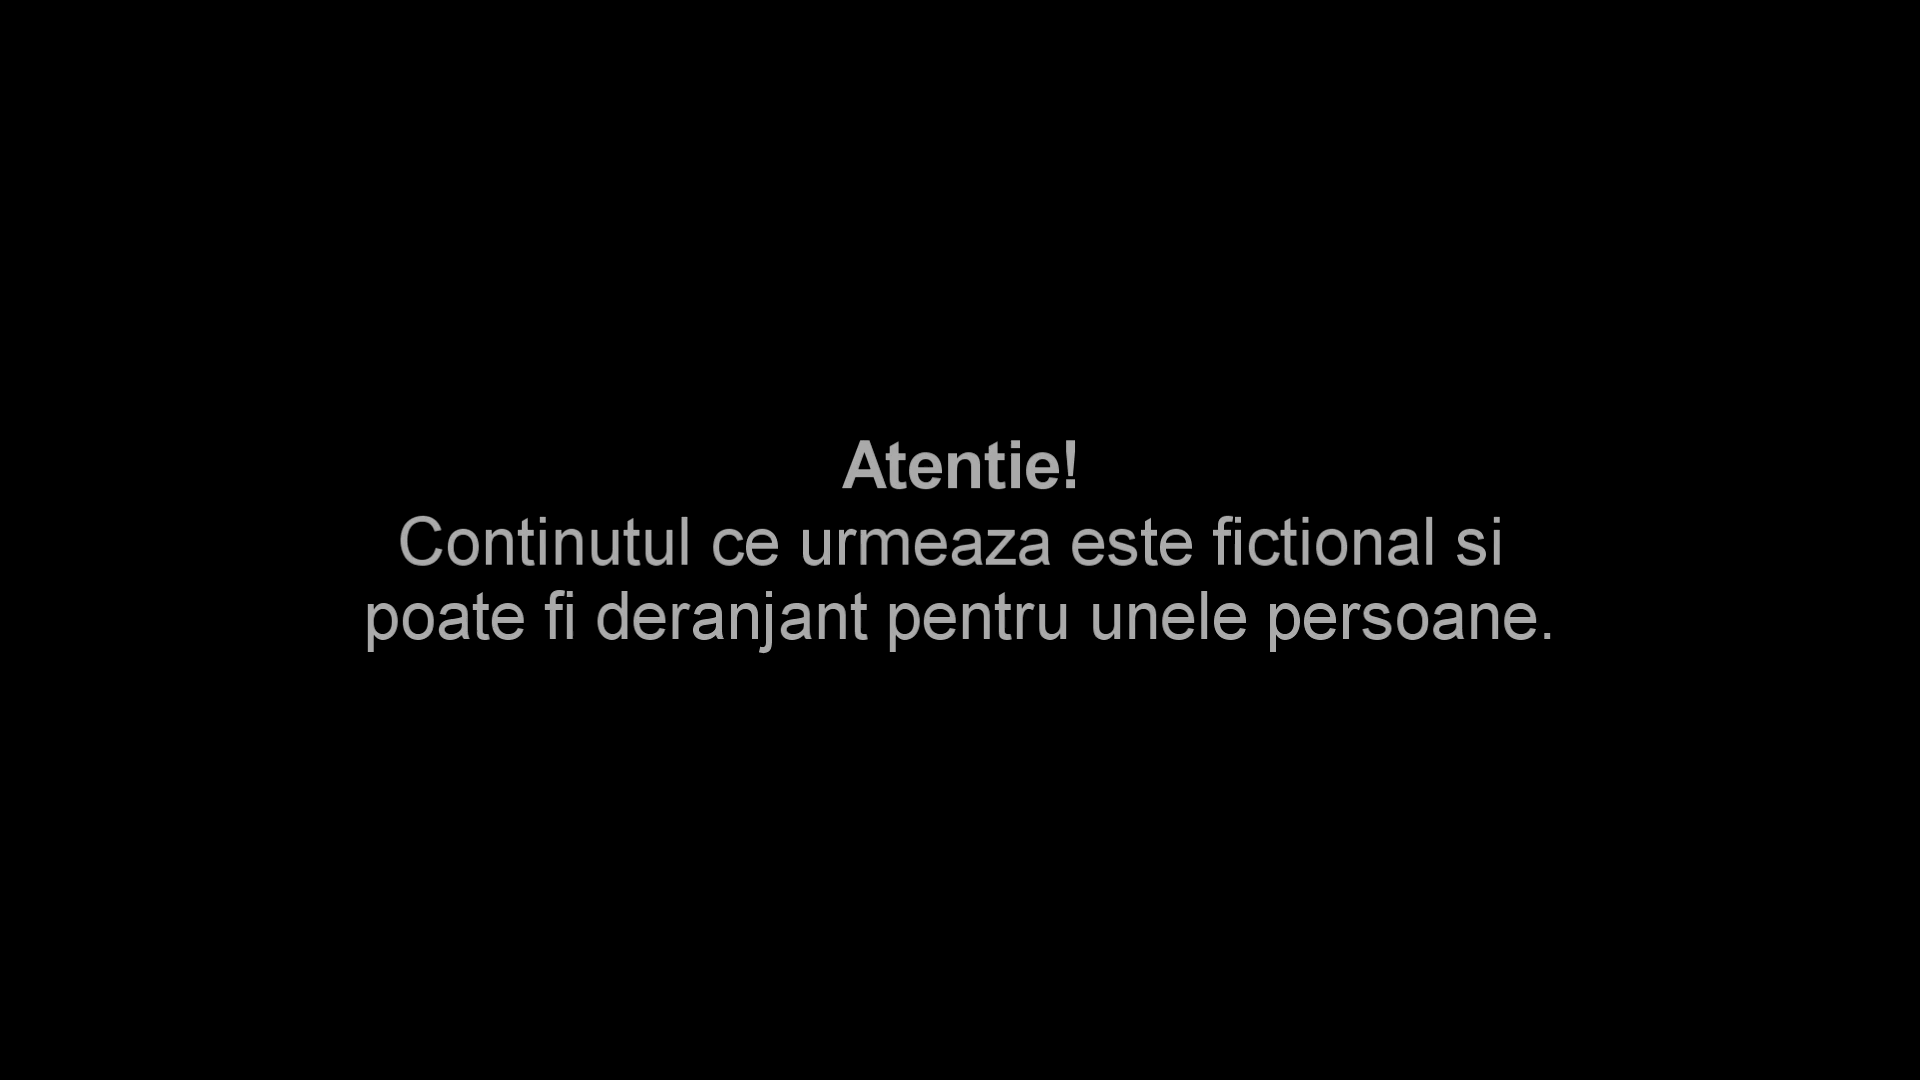 Atentie!
Continutul ce urmeaza este fictional si
poate fi deranjant pentru unele persoane.